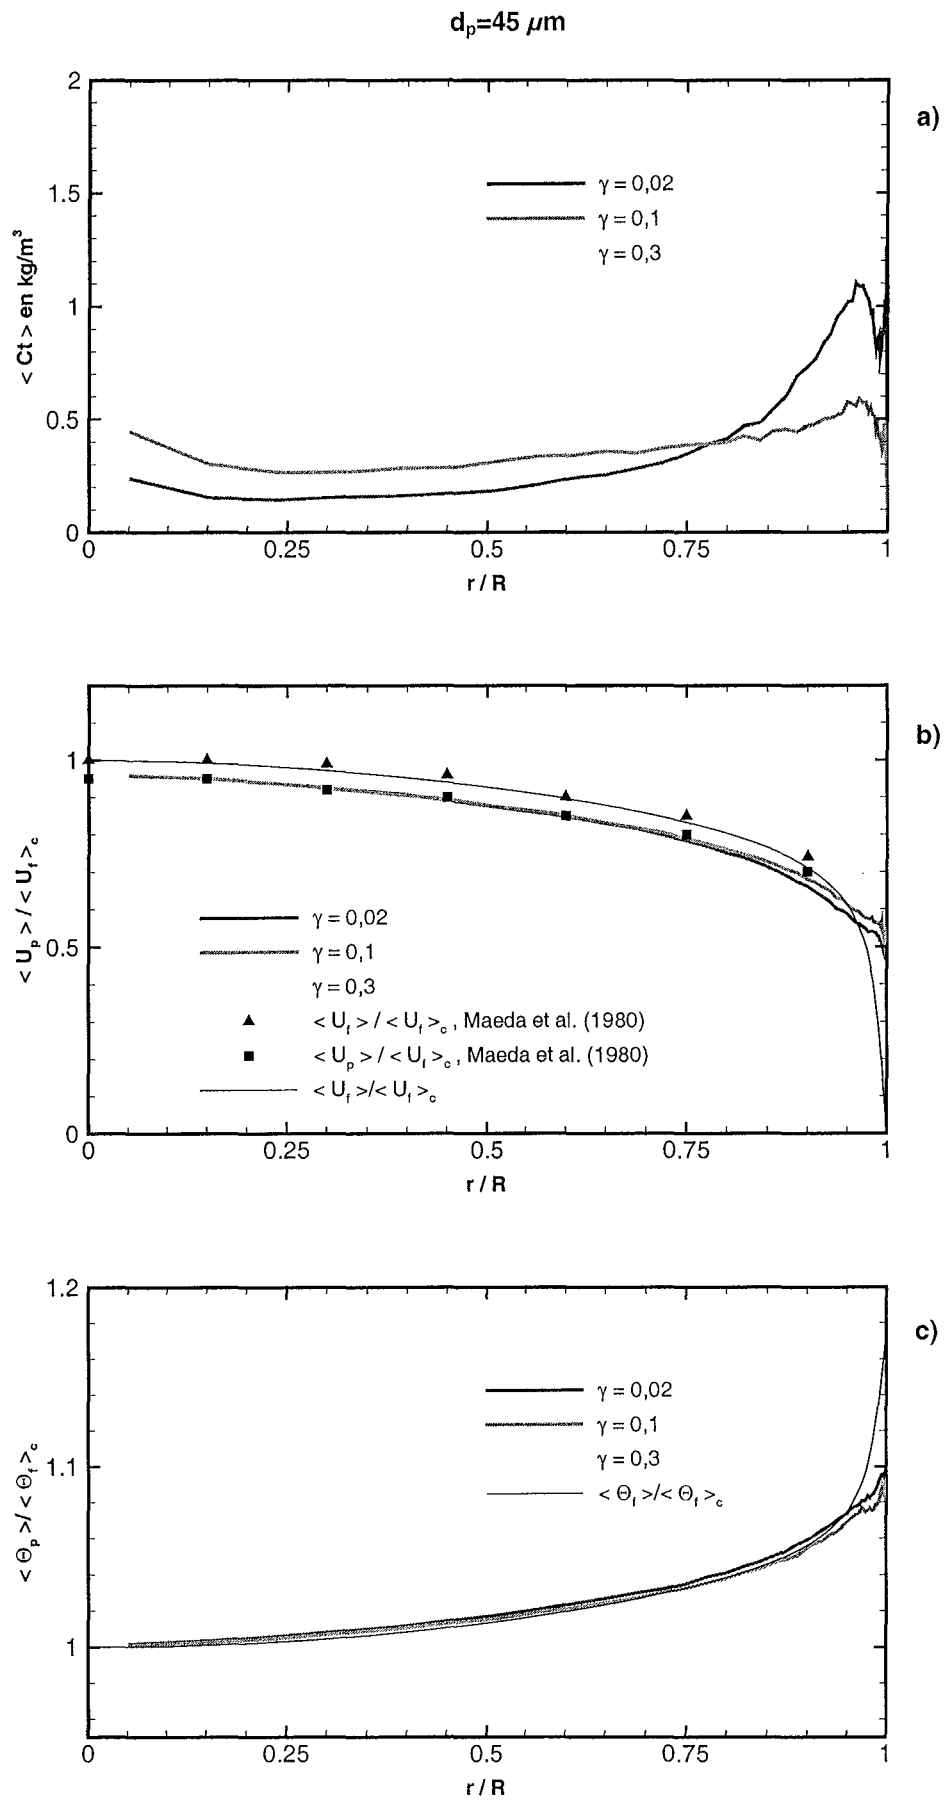 dp=45 μm
a)
2
1.5
1
0.5
0
< Ct > en kg/m³
γ = 0,02
γ = 0,1
γ = 0,3
0 0.25 0.5 0.75 1
r / R
b)
1
0.5
0
< Up > / < Uf >c
γ = 0,02
γ = 0,1
γ = 0,3
< Uf > / < Uf >c , Maeda et al. (1980)
< Up > / < Uf >c , Maeda et al. (1980)
< Uf >/< Uf >c
0 0.25 0.5 0.75 1
r / R
c)
1.2
1.1
1
< Θp > / < Θf >c
γ = 0,02
γ = 0,1
γ = 0,3
< Θf >/< Θf >c
0 0.25 0.5 0.75 1
r / R